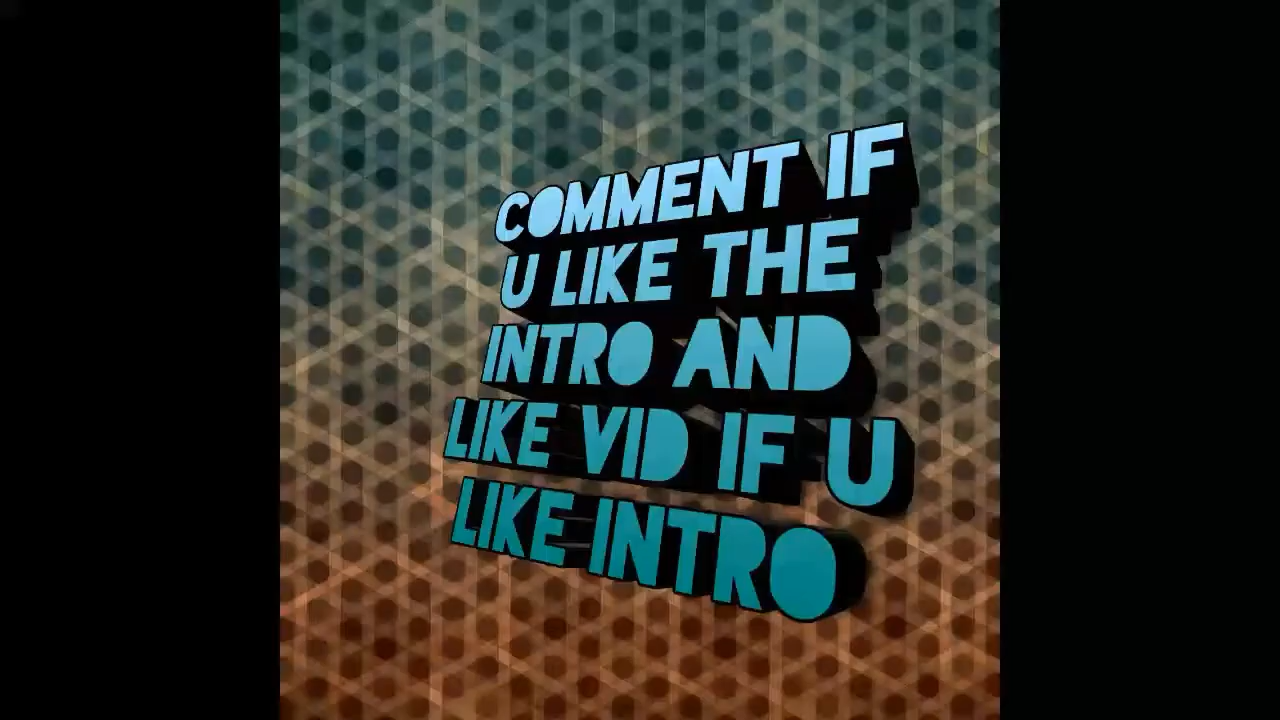 COMMENT IF
U LIKE THE
INTRO AND
LIKE VID IF U
LIKE INTRO